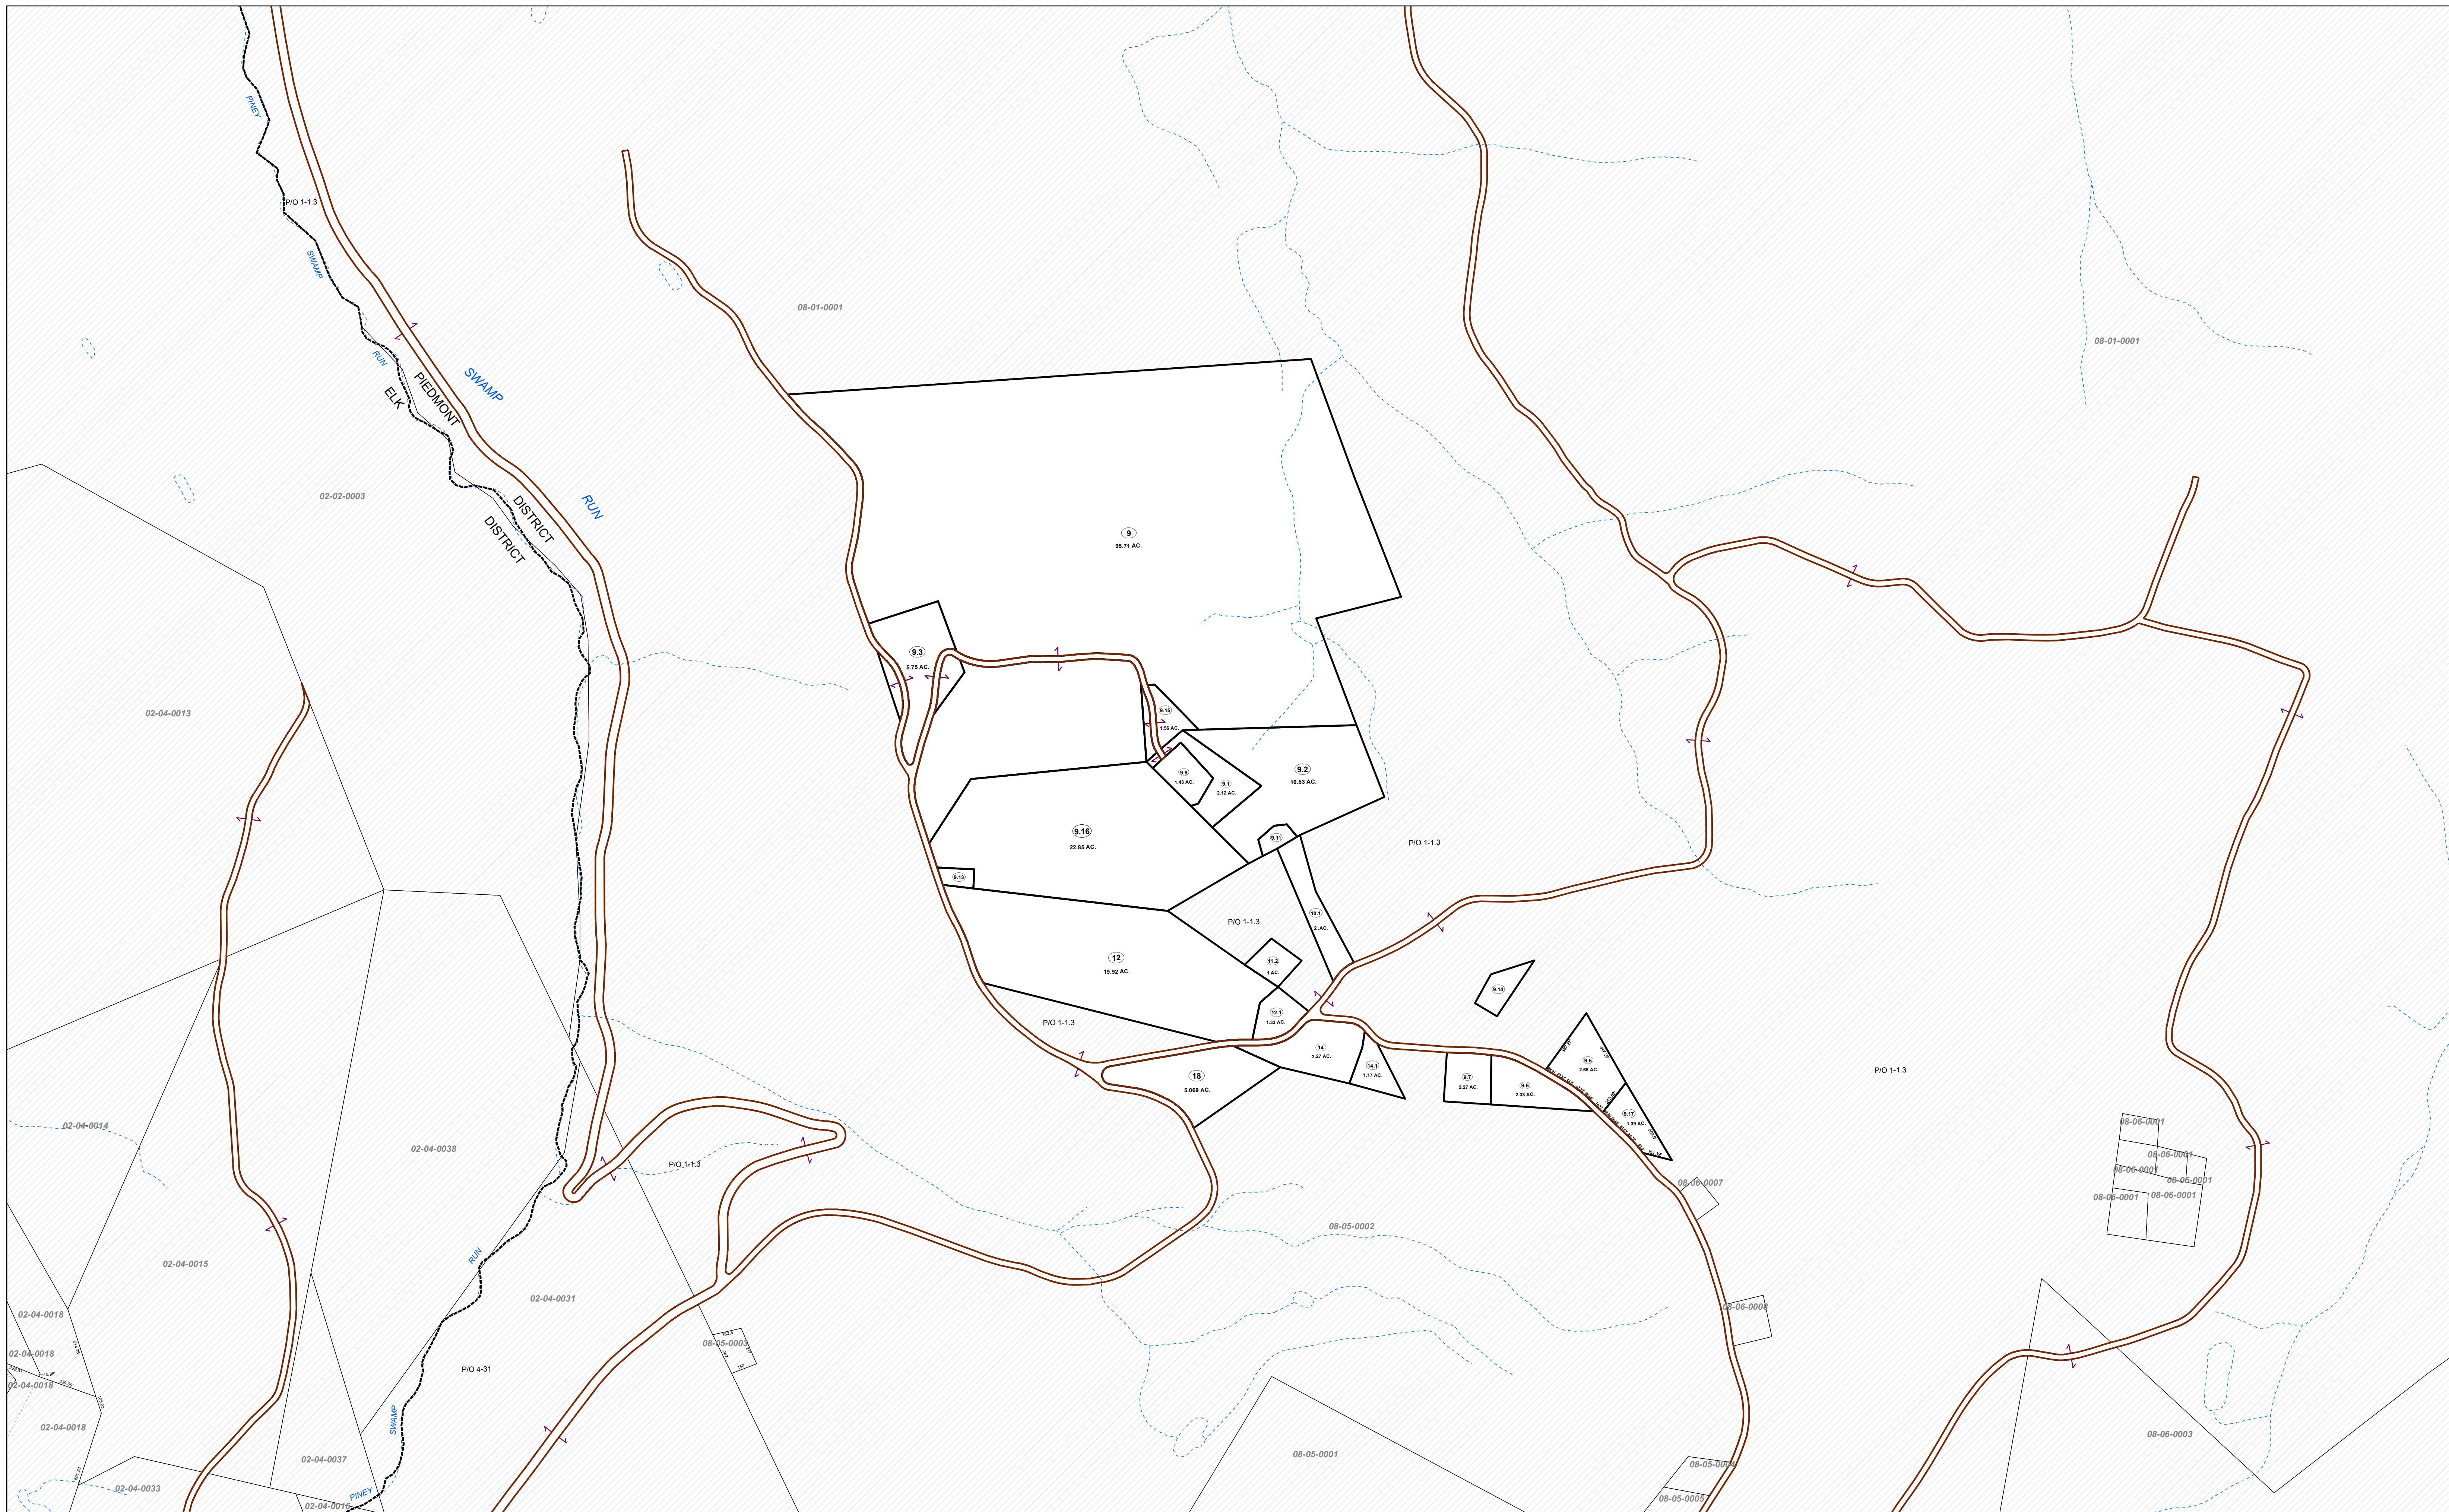 PINEY
P/O 1-1.3
SWAMP
08-01-0001
08-01-0001
RUN
SWAMP
PIEDMONT
ELK
02-02-0003
RUN
DISTRICT
DISTRICT
9
95.71 AC.
9.3
5.75 AC.
02-04-0013
9.15
1.56 AC.
9.9
1.43 AC.
9.1
2.12 AC.
9.2
10.53 AC.
9.16
22.85 AC.
9.11
P/O 1-1.3
9.13
10.1
2 .AC.
P/O 1-1.3
12
19.92 AC.
11.2
1 AC.
9.14
12.1
1.33 AC.
P/O 1-1.3
14
2.27 AC.
14.1
1.17 AC.
18
5.069 AC.
9.7
2.27 AC.
9.6
2.33 AC.
9.5
2.68 AC.
9.17
1.39 AC.
P/O 1-1.3
02-04-0014
02-04-0038
P/O 1-1.3
08-06-0001
08-06-0001
08-06-0001
08-06-0001
08-06-0001
08-06-0001
08-06-0007
08-05-0002
RUN
02-04-0015
02-04-0031
02-04-0018
08-06-0008
08-05-0003
02-04-0018
P/O 4-31
02-04-0018
02-04-0018
SWAMP
08-06-0003
08-05-0001
02-04-0037
08-05-0004
02-04-0033
PINEY
08-05-0005
02-04-0016